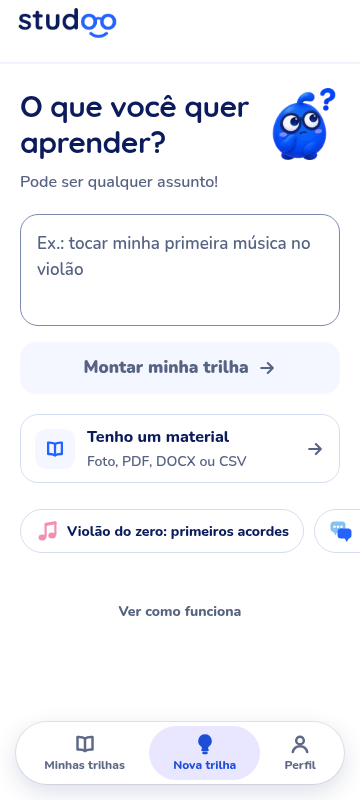 studoo
O que você quer
aprender?
?
Pode ser qualquer assunto!
Ex.: tocar minha primeira música no
violão
Montar minha trilha →
Tenho um material
Foto, PDF, DOCX ou CSV
→
Violão do zero: primeiros acordes
Ver como funciona
Minhas trilhas
Nova trilha
Perfil